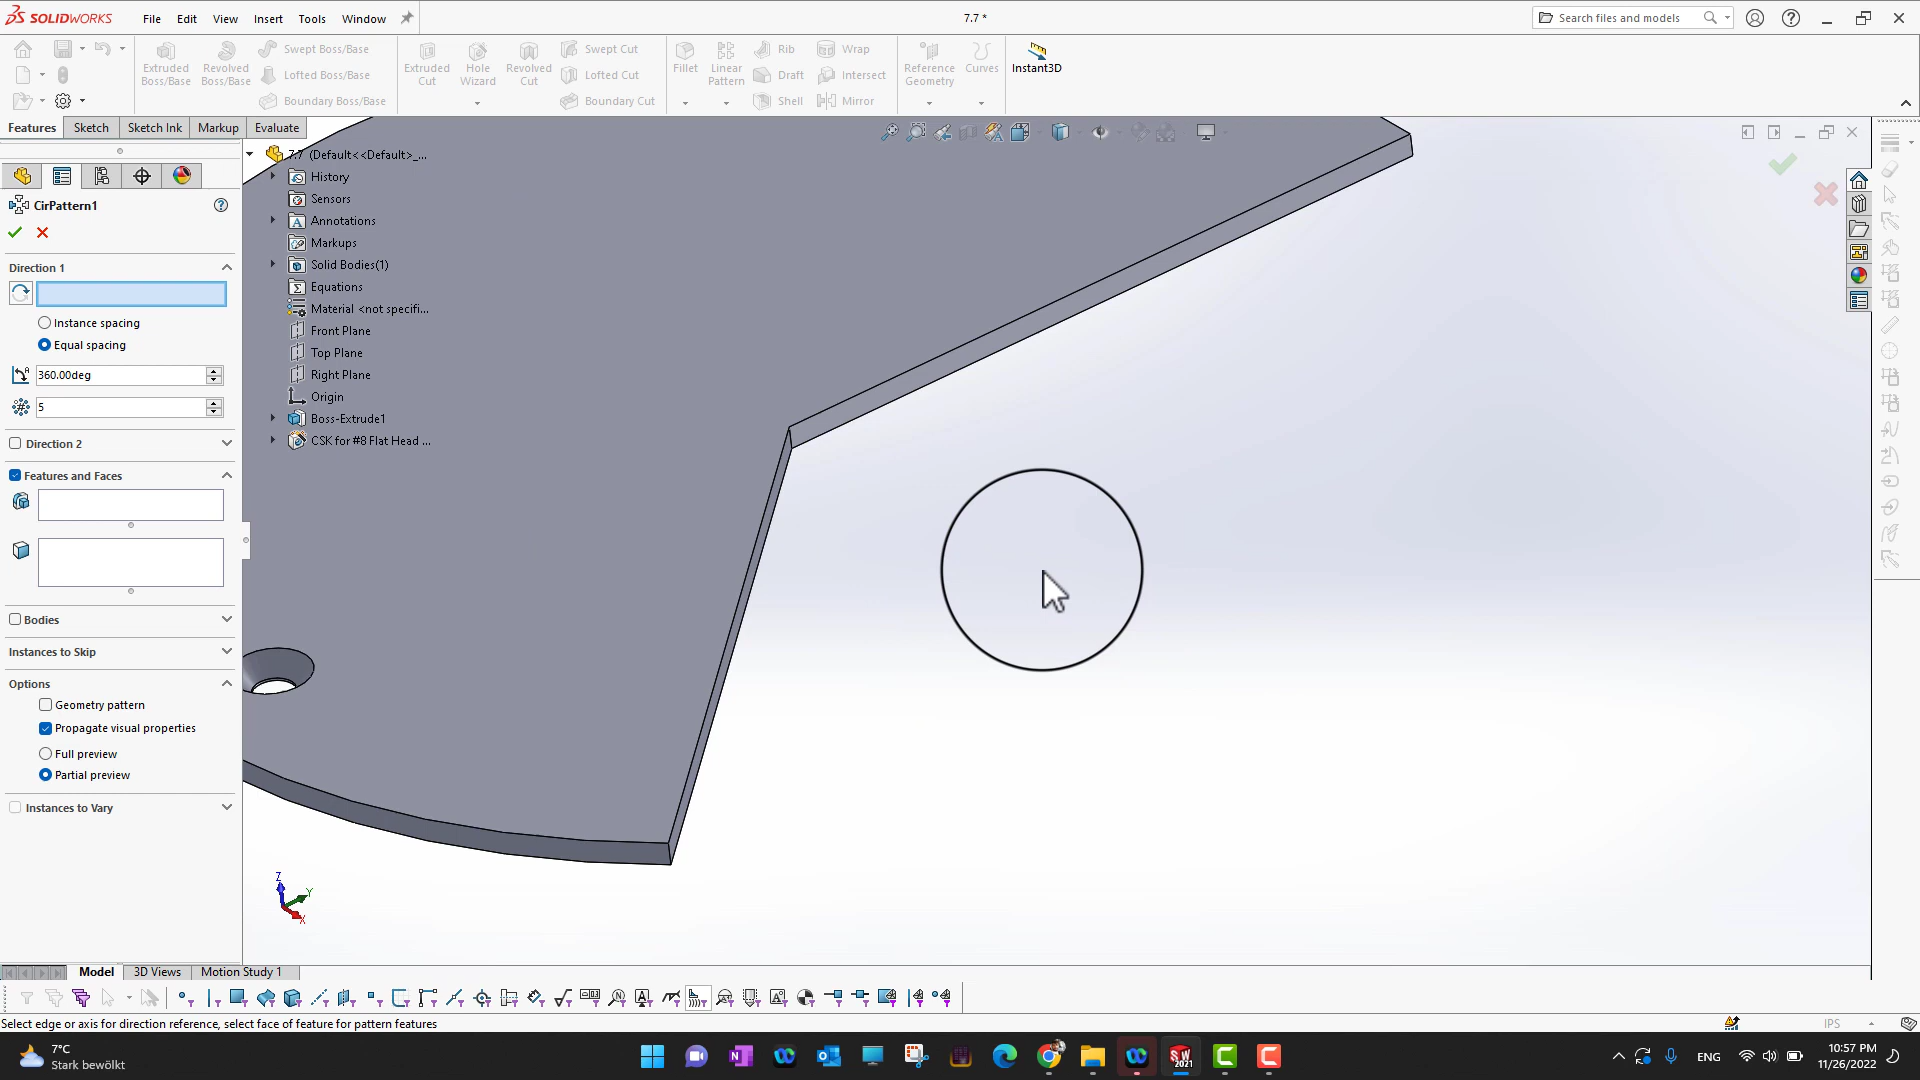 SOLIDWORKS File Edit View Insert Tools Window 7.7 * Search files and models
Extruded Boss/Base Revolved Boss/Base Swept Boss/Base Lofted Boss/Base Boundary Boss/Base Extruded Cut Hole Wizard Revolved Cut Swept Cut Lofted Cut Boundary Cut Fillet Linear Pattern Rib Draft Shell Wrap Intersect Mirror Reference Geometry Curves Instant3D
Features Sketch Sketch Ink Markup Evaluate
CirPattern1
Direction 1
Instance spacing
Equal spacing
360.00deg
5
Direction 2
Features and Faces
Bodies
Instances to Skip
Options
Geometry pattern
Propagate visual properties
Full preview
Partial preview
Instances to Vary
7.7 (Default<<Default>_...
History
Sensors
Annotations
Markups
Solid Bodies(1)
Equations
Material <not specifi...
Front Plane
Top Plane
Right Plane
Origin
Boss-Extrude1
CSK for #8 Flat Head ...
Z
Y
X
Model 3D Views Motion Study 1
Select edge or axis for direction reference, select face of feature for pattern features IPS
7°C
Stark bewölkt
SW 2021
ENG
10:57 PM
11/26/2022